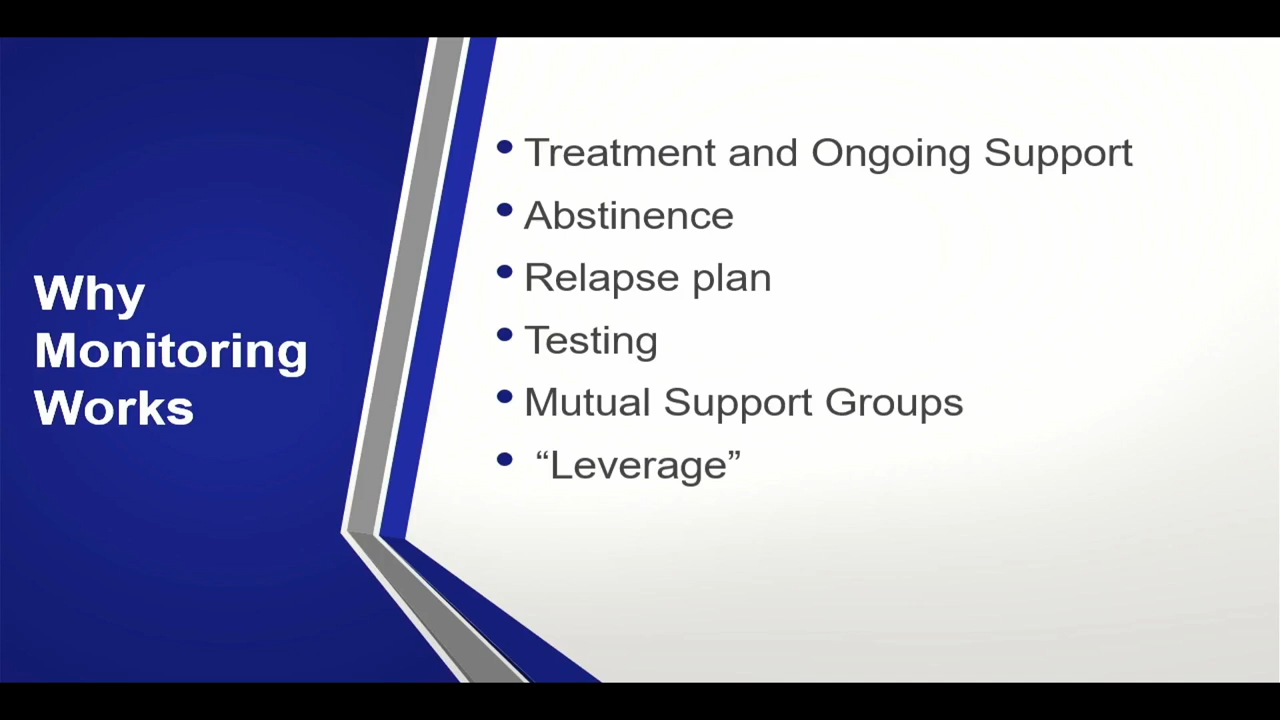 Why
Monitoring
Works
• Treatment and Ongoing Support
• Abstinence
• Relapse plan
• Testing
• Mutual Support Groups
• “Leverage”